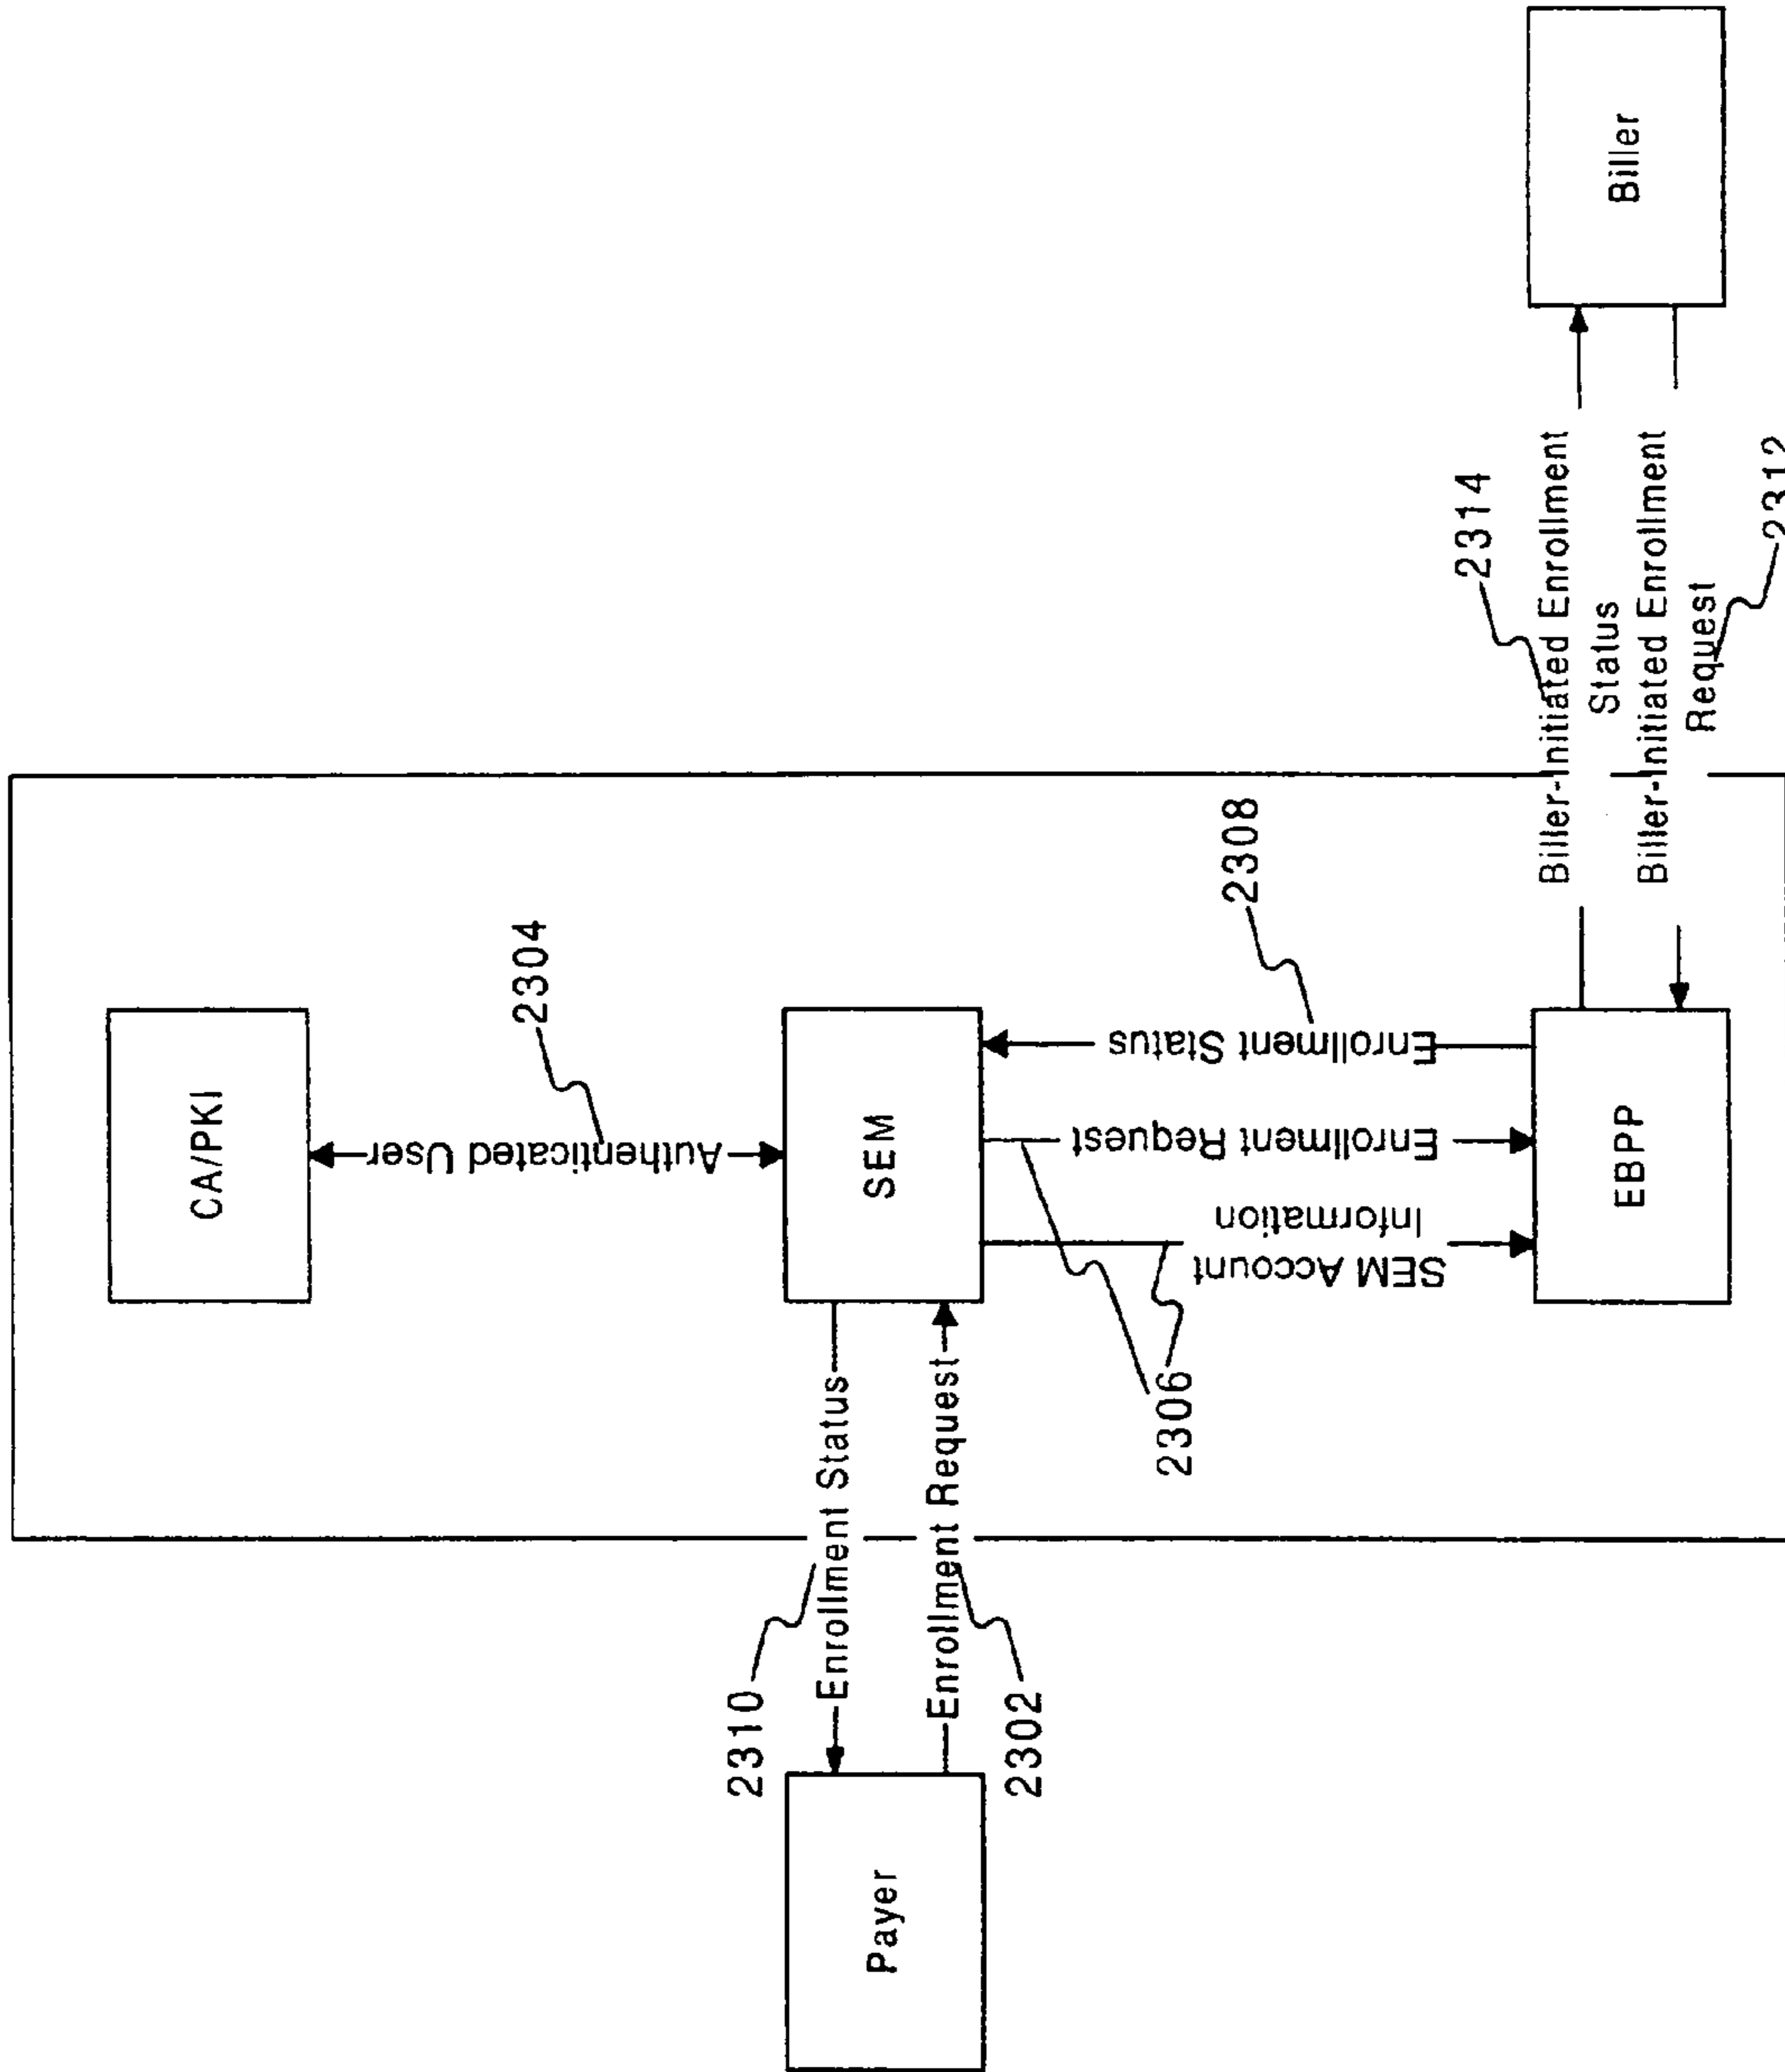 CA/PKI
2304
Authenticated User
2310
Enrollment Status
Payer
SEM
Enrollment Request
2302
2306
SEM Account
Information
Enrollment Request
Enrollment Status
2308
EBPP
2314
Biller-Initiated Enrollment
Status
Biller-Initiated Enrollment
Request
2312
Biller